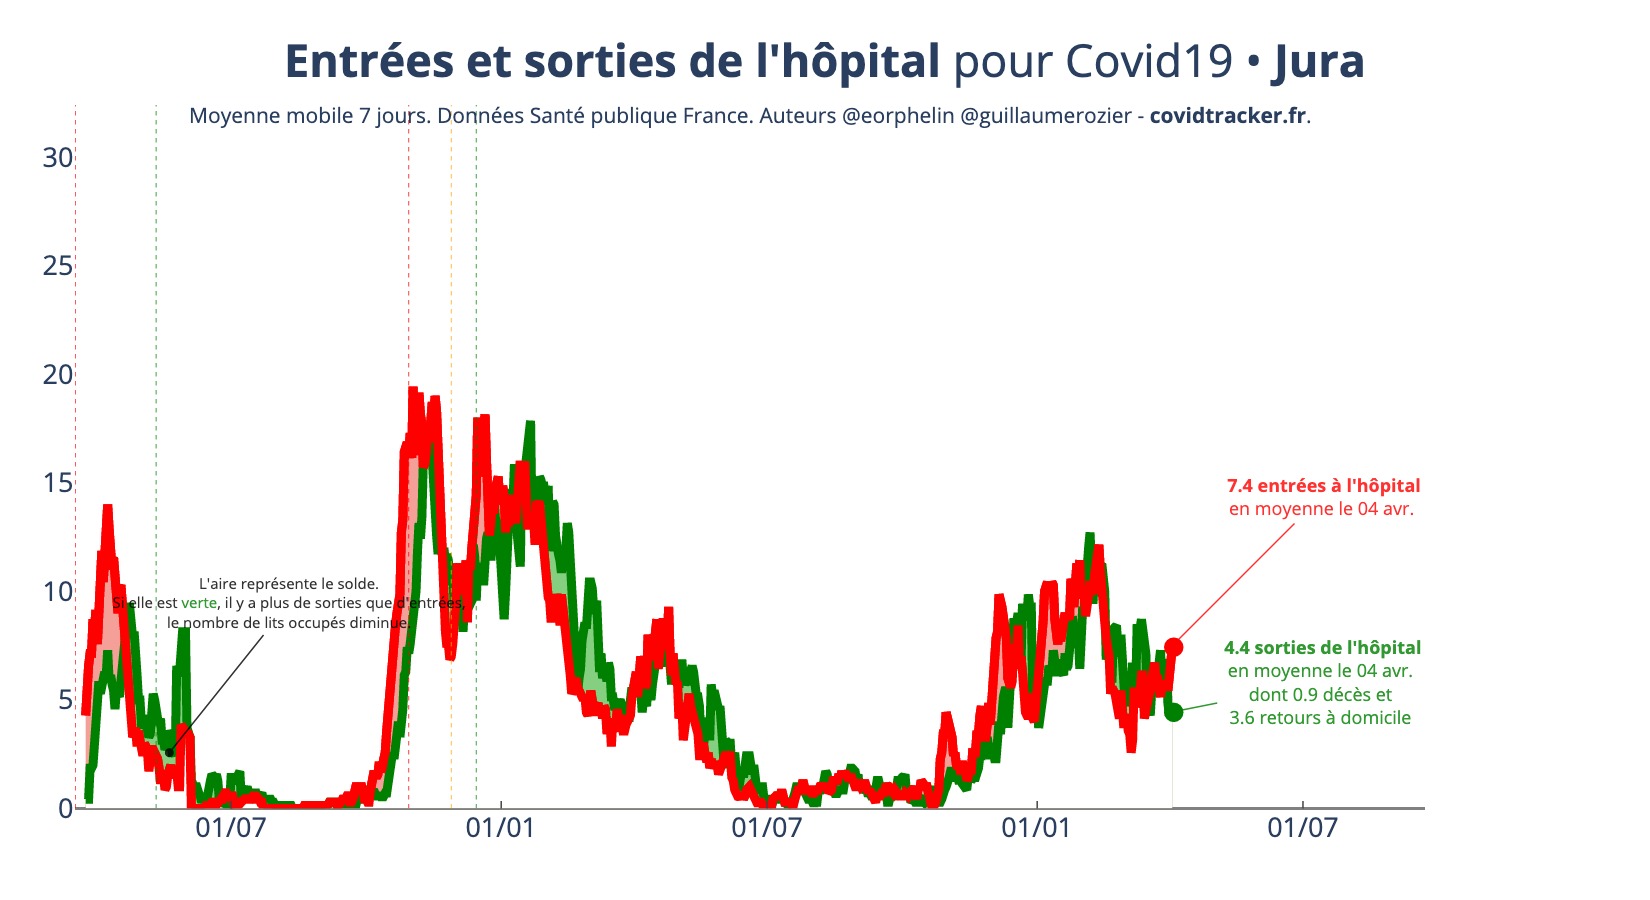 Entrées et sorties de l'hôpital pour Covid19 • Jura
Moyenne mobile 7 jours. Données Santé publique France. Auteurs @eorphelin @guillaumerozier - covidtracker.fr.
30
25
20
15
10
5
0
L'aire représente le solde.
Si elle est verte, il y a plus de sorties que d'entrées,
le nombre de lits occupés diminue.
7.4 entrées à l'hôpital
en moyenne le 04 avr.
4.4 sorties de l'hôpital
en moyenne le 04 avr.
dont 0.9 décès et
3.6 retours à domicile
01/07
01/01
01/07
01/01
01/07